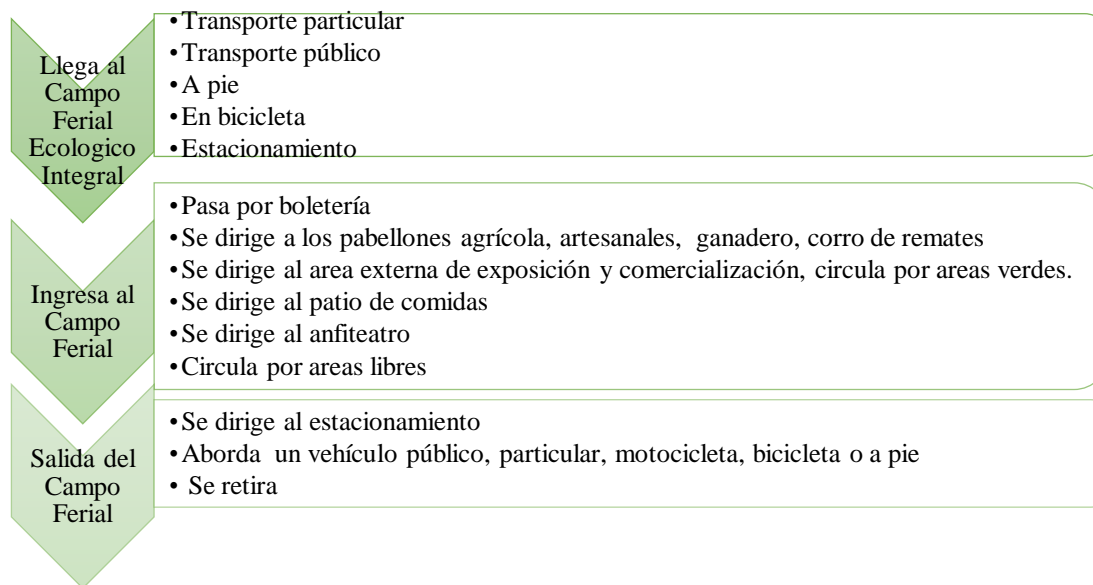 Llega al
Campo
Ferial
Ecologico
Integral
•Transporte particular
•Transporte público
•A pie
•En bicicleta
•Estacionamiento
Ingresa al
Campo
Ferial
•Pasa por boletería
•Se dirige a los pabellones agrícola, artesanales, ganadero, corro de remates
•Se dirige al area externa de exposición y comercialización, circula por areas verdes.
•Se dirige al patio de comidas
•Se dirige al anfiteatro
•Circula por areas libres
Salida del
Campo
Ferial
•Se dirige al estacionamiento
•Aborda un vehículo público, particular, motocicleta, bicicleta o a pie
• Se retira